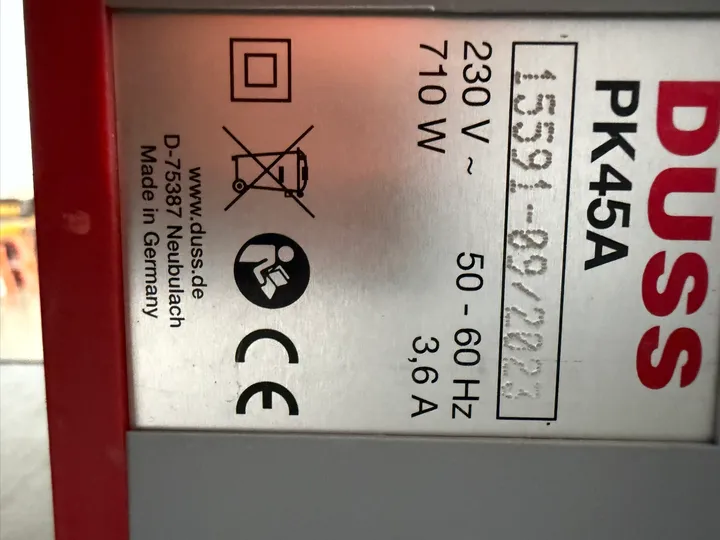 DUSS
PK45A
15591-09/2023
230 V ~ 50 - 60 Hz
710 W 3,6 A
CE
www.duss.de
D-75387 Neubulach
Made in Germany